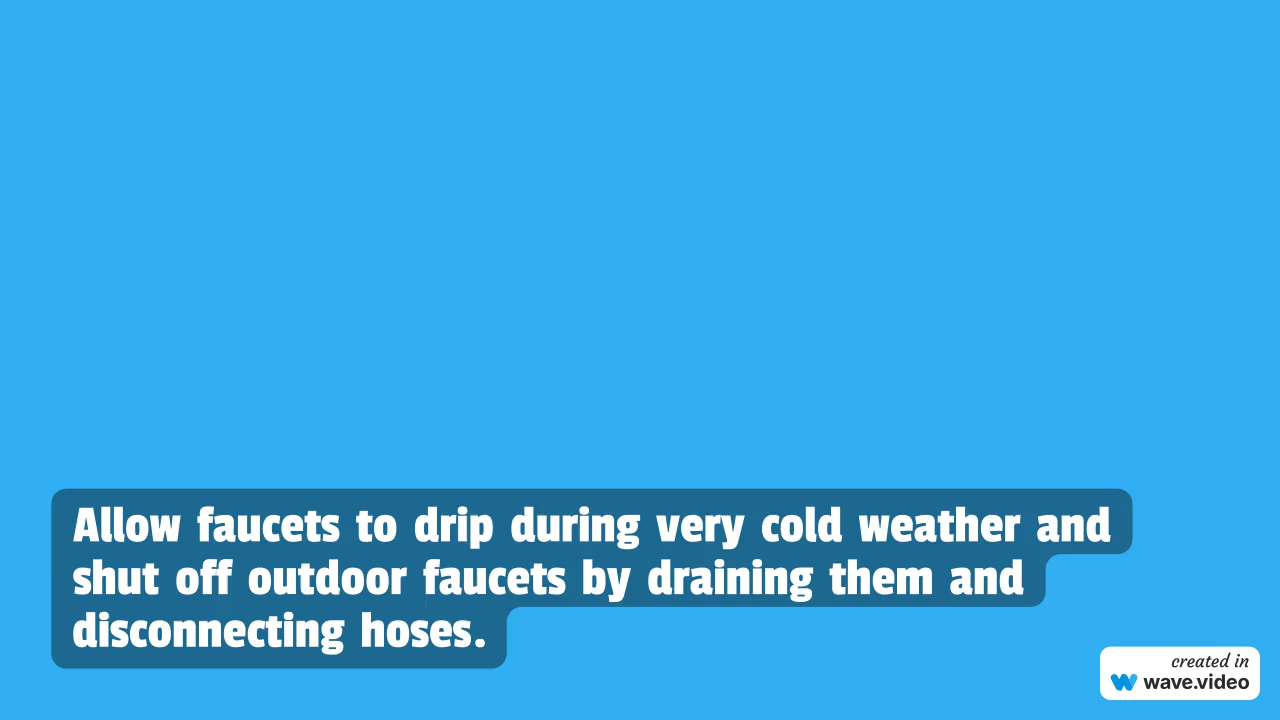 Allow faucets to drip during very cold weather and
shut off outdoor faucets by draining them and
disconnecting hoses.
created in
wave.video